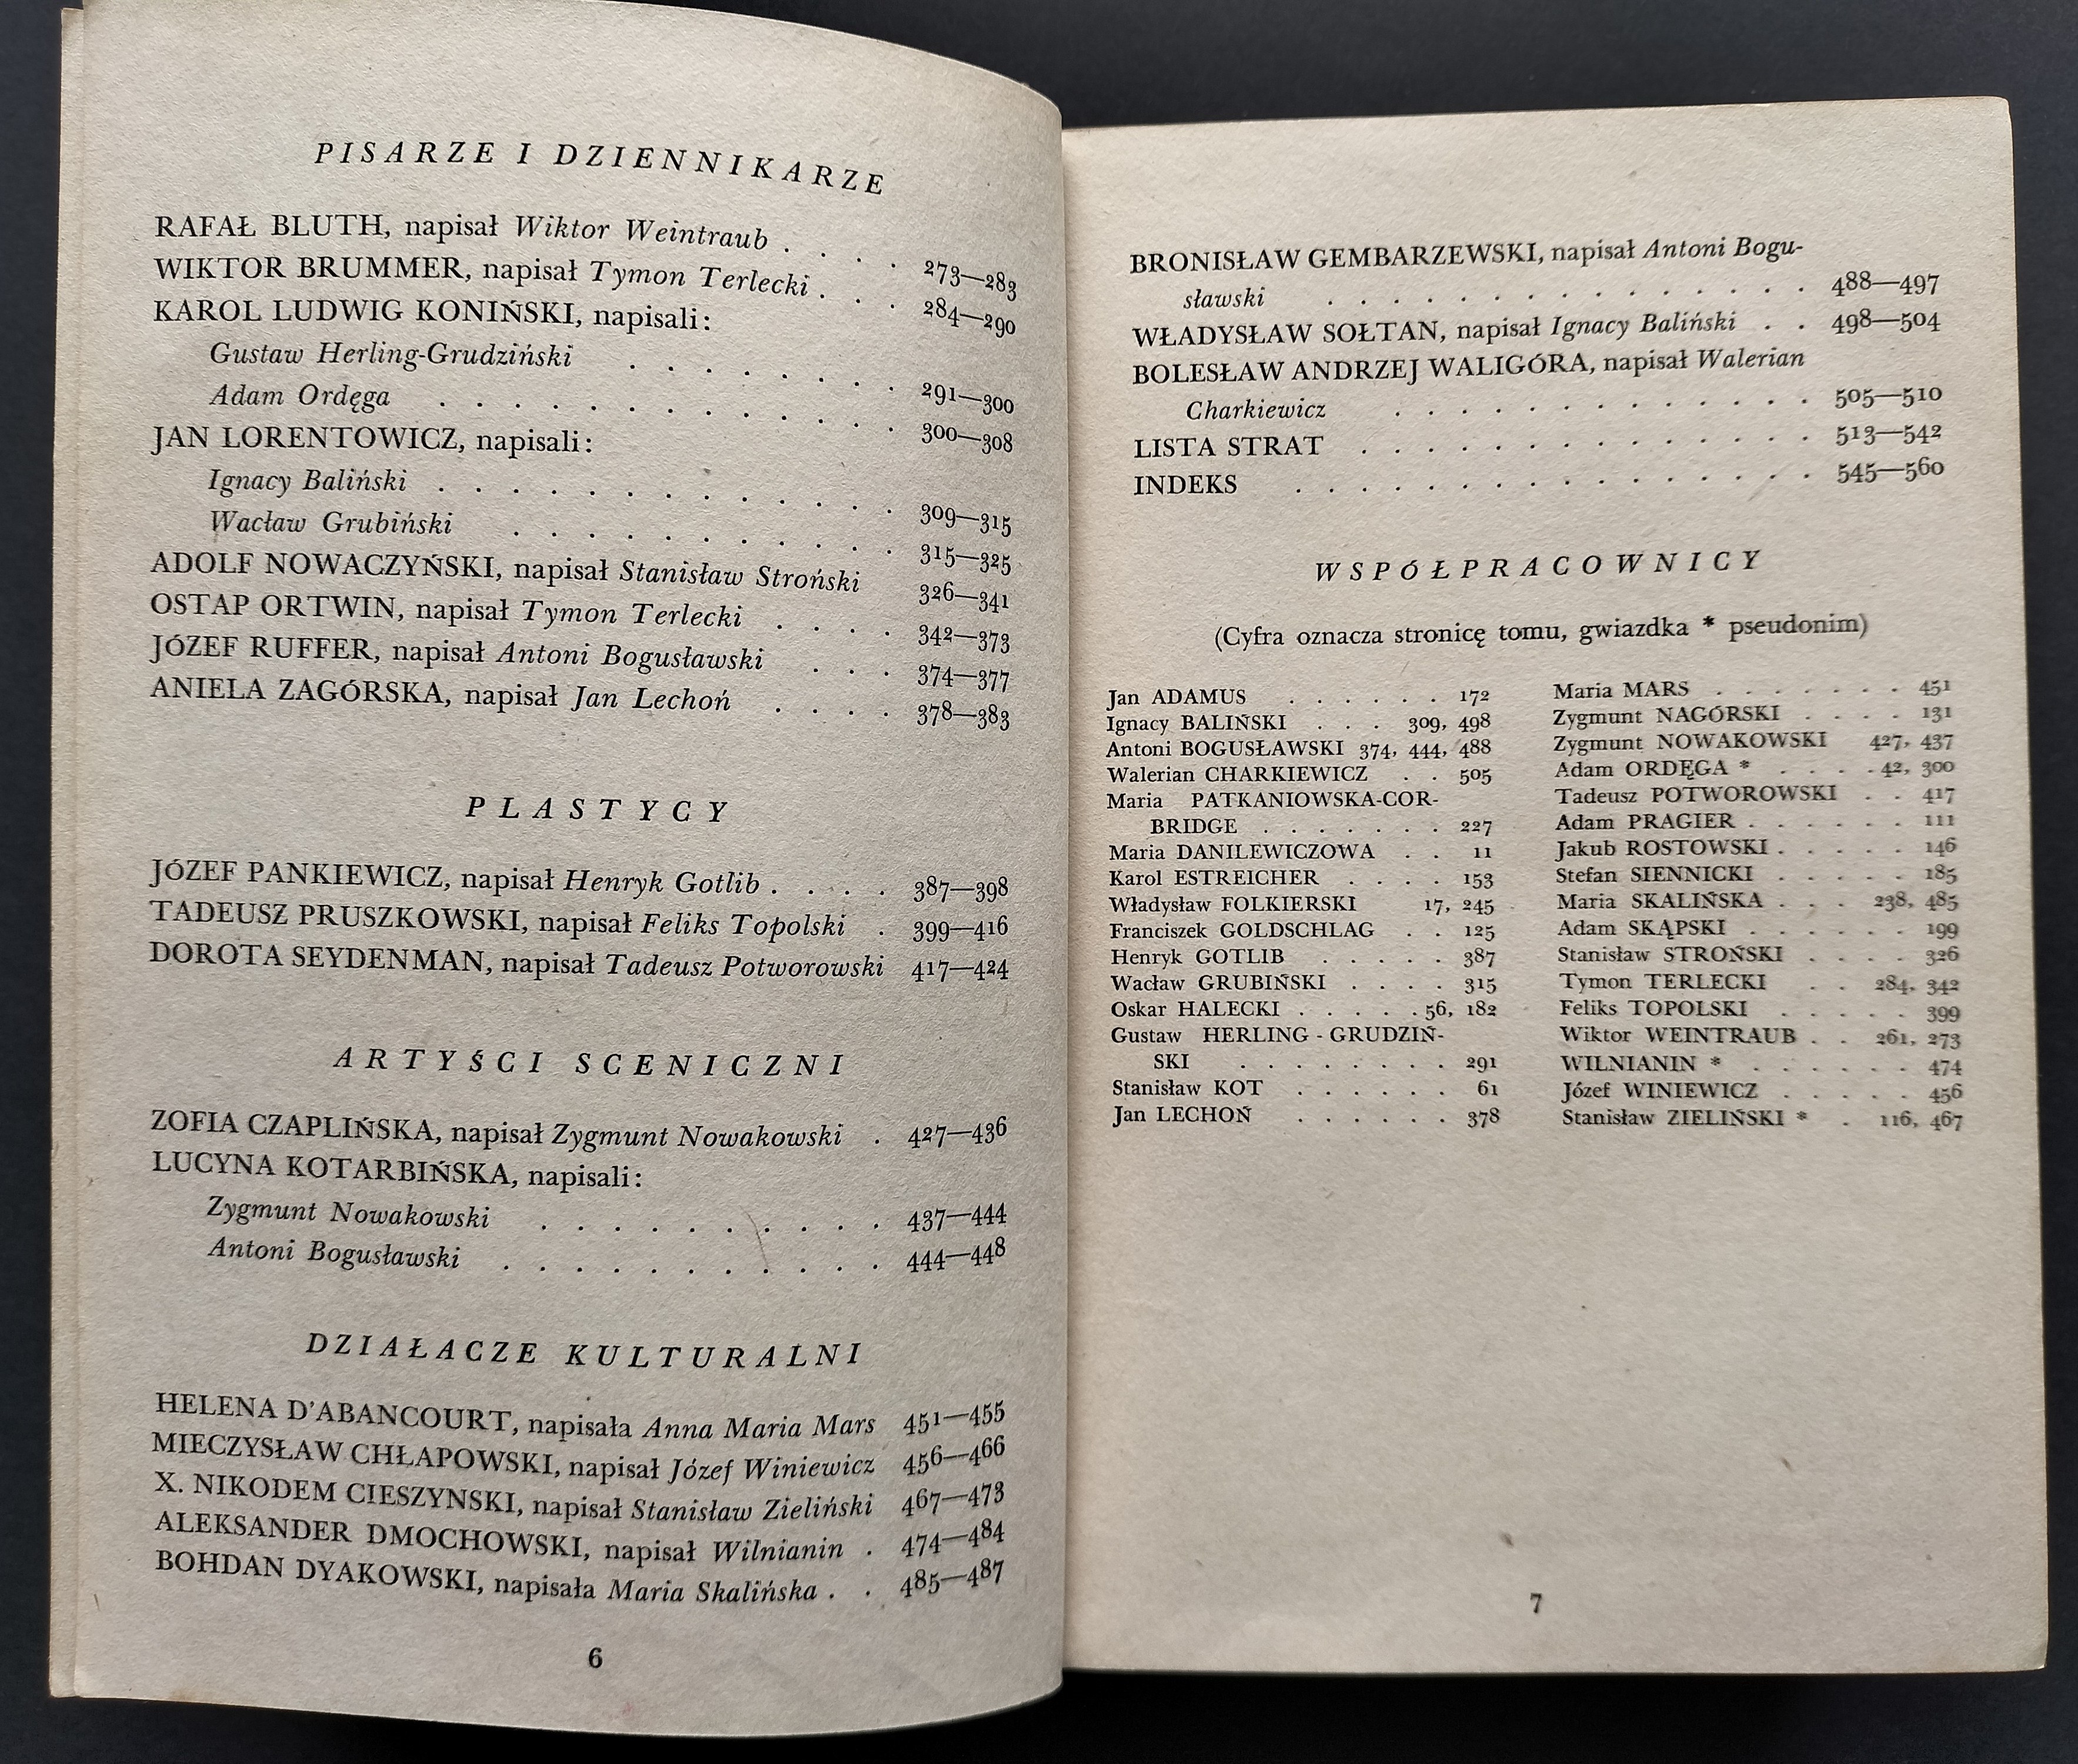 PISARZE I DZIENNIKARZE
RAFAŁ BLUTH, napisał Wiktor Weintraub . . . . 273—283
WIKTOR BRUMMER, napisał Tymon Terlecki . . . 284—290
KAROL LUDWIG KONIŃSKI, napisali:
Gustaw Herling-Grudziński . . . . . . . . 291—300
Adam Ordęga . . . . . . . . . . . . . 300—308
JAN LORENTOWICZ, napisali:
Ignacy Baliński . . . . . . . . . . . . . 309—315
Wacław Grubiński . . . . . . . . . . . 315—325
ADOLF NOWACZYŃSKI, napisał Stanisław Stroński 326—341
OSTAP ORTWIN, napisał Tymon Terlecki . . . . 342—373
JÓZEF RUFFER, napisał Antoni Bogusławski . . . 374—377
ANIELA ZAGÓRSKA, napisał Jan Lechoń . . . . 378—383
PLASTYCY
JÓZEF PANKIEWICZ, napisał Henryk Gotlib . . . . 387—398
TADEUSZ PRUSZKOWSKI, napisał Feliks Topolski . 399—416
DOROTA SEYDENMAN, napisał Tadeusz Potworowski 417—424
ARTYŚCI SCENICZNI
ZOFIA CZAPLIŃSKA, napisał Zygmunt Nowakowski . 427—436
LUCYNA KOTARBIŃSKA, napisali:
Zygmunt Nowakowski . . . . . . . . . . 437—444
Antoni Bogusławski . . . . . . . . . . . 444—448
DZIAŁACZE KULTURALNI
HELENA D'ABANCOURT, napisała Anna Maria Mars 451—455
MIECZYSŁAW CHŁAPOWSKI, napisał Józef Winiewicz 456—466
X. NIKODEM CIESZYNSKI, napisał Stanisław Zieliński 467—473
ALEKSANDER DMOCHOWSKI, napisał Wilnianin . 474—484
BOHDAN DYAKOWSKI, napisała Maria Skalińska . . 485—487
6
BRONISŁAW GEMBARZEWSKI, napisał Antoni Bogu-
sławski . . . . . . . . . . . . . . . 488—497
WŁADYSŁAW SOŁTAN, napisał Ignacy Baliński . . 498—504
BOLESŁAW ANDRZEJ WALIGÓRA, napisał Walerian
Charkiewicz . . . . . . . . . . . . . 505—510
LISTA STRAT . . . . . . . . . . . . . . 513—542
INDEKS . . . . . . . . . . . . . . . . 545—560
WSPÓŁPRACOWNICY
(Cyfra oznacza stronicę tomu, gwiazdka * pseudonim)
Jan ADAMUS . . . . . . 172
Ignacy BALIŃSKI . . . 309, 498
Antoni BOGUSŁAWSKI 374, 444, 488
Walerian CHARKIEWICZ . . 505
Maria PATKANIOWSKA-COR-
BRIDGE . . . . . . . 227
Maria DANILEWICZOWA . . 11
Karol ESTREICHER . . . . 153
Władysław FOLKIERSKI 17, 245
Franciszek GOLDSCHLAG . . 125
Henryk GOTLIB . . . . . 387
Wacław GRUBIŃSKI . . . . 315
Oskar HALECKI . . . . . 56, 182
Gustaw HERLING - GRUDZIŃ-
SKI . . . . . . . . 291
Stanisław KOT . . . . . . 61
Jan LECHOŃ . . . . . . 378
Maria MARS . . . . . . . 451
Zygmunt NAGÓRSKI . . . . 131
Zygmunt NOWAKOWSKI 427, 437
Adam ORDĘGA * . . . . 42, 300
Tadeusz POTWOROWSKI . . 417
Adam PRAGIER . . . . . . 111
Jakub ROSTOWSKI . . . . . 146
Stefan SIENNICKI . . . . . 185
Maria SKALIŃSKA . . . 238, 485
Adam SKĄPSKI . . . . . . 199
Stanisław STROŃSKI . . . . 326
Tymon TERLECKI . . 284, 342
Feliks TOPOLSKI . . . . . 399
Wiktor WEINTRAUB . . 261, 273
WILNIANIN * . . . . . . 474
Józef WINIEWICZ . . . . . 456
Stanisław ZIELIŃSKI * . 116, 467
7